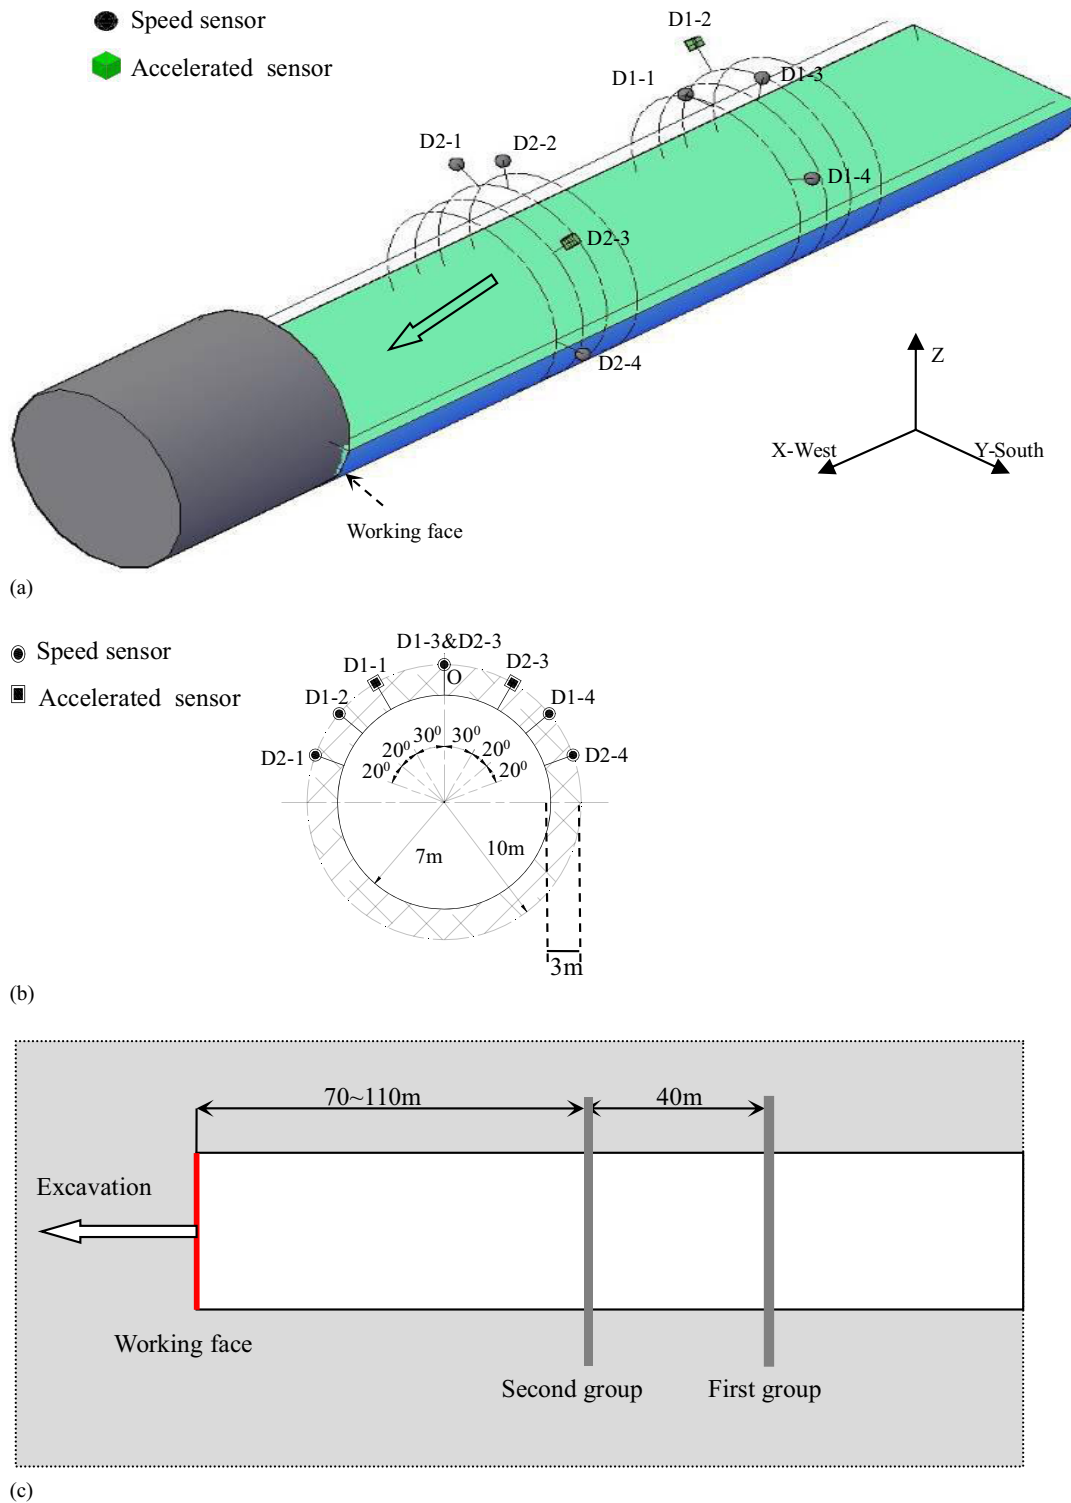 Speed sensor
Accelerated sensor
D1-2
D1-1
D1-3
D2-1
D2-2
D1-4
D2-3
D2-4
Z
X-West
Y-South
Working face
(a)
Speed sensor
Accelerated sensor
D1-3&D2-3
D1-1
O
D2-3
D1-2
D1-4
D2-1
D2-4
30⁰
30⁰
20⁰
20⁰
20⁰
20⁰
7m
10m
3m
(b)
70~110m
40m
Excavation
Working face
Second group
First group
(c)